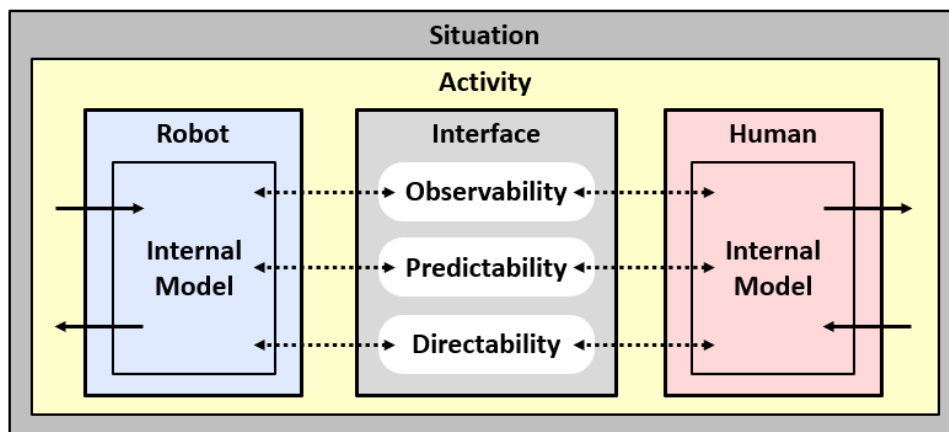 Situation
Activity
Robot
Interface
Human
Observability
Internal
Model
Predictability
Internal
Model
Directability